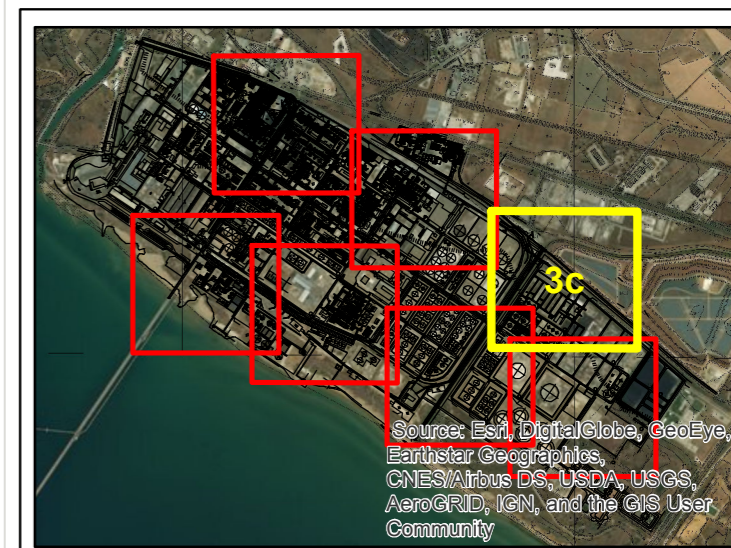 3c
Source: Esri, DigitalGlobe, GeoEye,
Earthstar Geographics,
CNES/Airbus DS, USDA, USGS,
AeroGRID, IGN, and the GIS User
Community